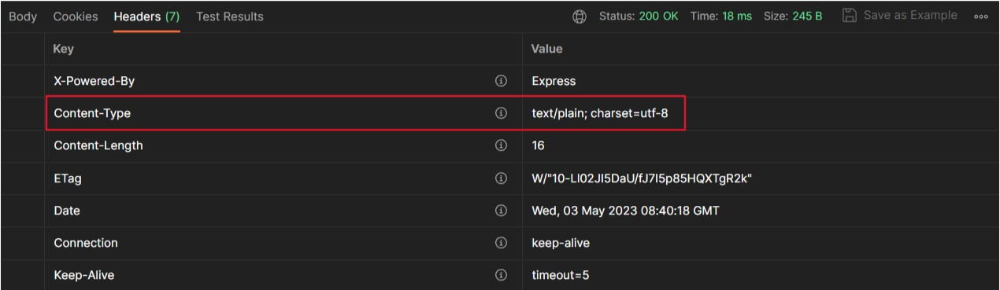 Body Cookies Headers (7) Test Results Status: 200 OK Time: 18 ms Size: 245 B Save as Example
Key Value
X-Powered-By Express
Content-Type text/plain; charset=utf-8
Content-Length 16
ETag W/"10-LI02JI5DaU/fJ7I5p85HQXTgR2k"
Date Wed, 03 May 2023 08:40:18 GMT
Connection keep-alive
Keep-Alive timeout=5